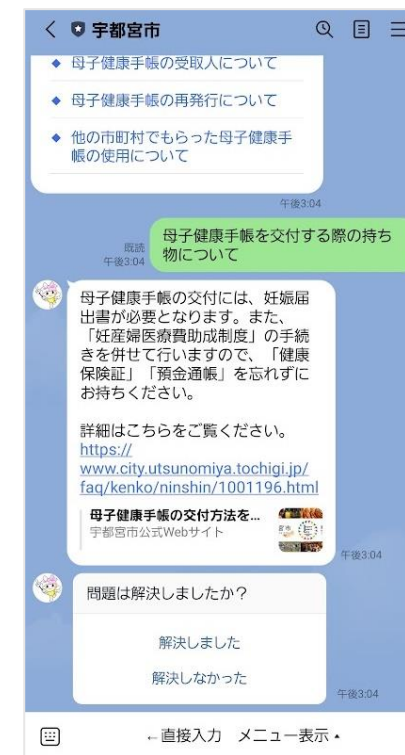 宇都宮市
母子健康手帳の受取人について
母子健康手帳の再発行について
他の市町村でもらった母子健康手
帳の使用について
午後3:04
母子健康手帳を交付する際の持ち
物について
既読
午後3:04
母子健康手帳の交付には、妊娠届
出書が必要となります。また、
「妊産婦医療費助成制度」の手続
きを併せて行いますので、「健康
保険証」「預金通帳」を忘れずに
お持ちください。
詳細はこちらをご覧ください。
https://
www.city.utsunomiya.tochigi.jp/
faq/kenko/ninshin/1001196.html
母子健康手帳の交付方法を...
宇都宮市公式Webサイト
午後3:04
問題は解決しましたか？
解決しました
解決しなかった
午後3:04
←直接入力 メニュー表示▲